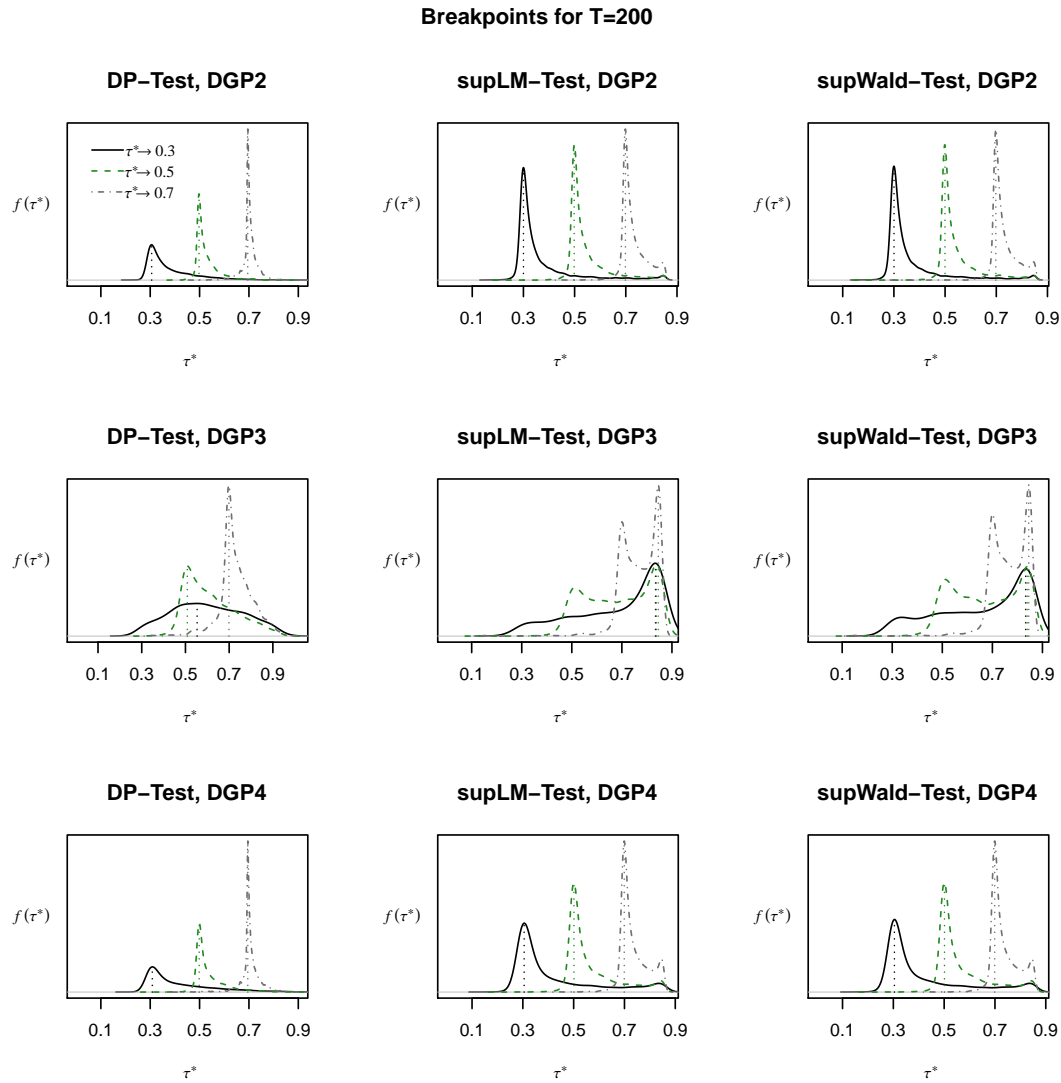 Breakpoints for T=200
DP−Test, DGP2
supLM−Test, DGP2
supWald−Test, DGP2
τ*→ 0.3
τ*→ 0.5
τ*→ 0.7
f(τ*)
f(τ*)
f(τ*)
0.1 0.3 0.5 0.7 0.9
0.1 0.3 0.5 0.7 0.9
0.1 0.3 0.5 0.7 0.9
τ*
τ*
τ*
DP−Test, DGP3
supLM−Test, DGP3
supWald−Test, DGP3
f(τ*)
f(τ*)
f(τ*)
0.1 0.3 0.5 0.7 0.9
0.1 0.3 0.5 0.7 0.9
0.1 0.3 0.5 0.7 0.9
τ*
τ*
τ*
DP−Test, DGP4
supLM−Test, DGP4
supWald−Test, DGP4
f(τ*)
f(τ*)
f(τ*)
0.1 0.3 0.5 0.7 0.9
0.1 0.3 0.5 0.7 0.9
0.1 0.3 0.5 0.7 0.9
τ*
τ*
τ*